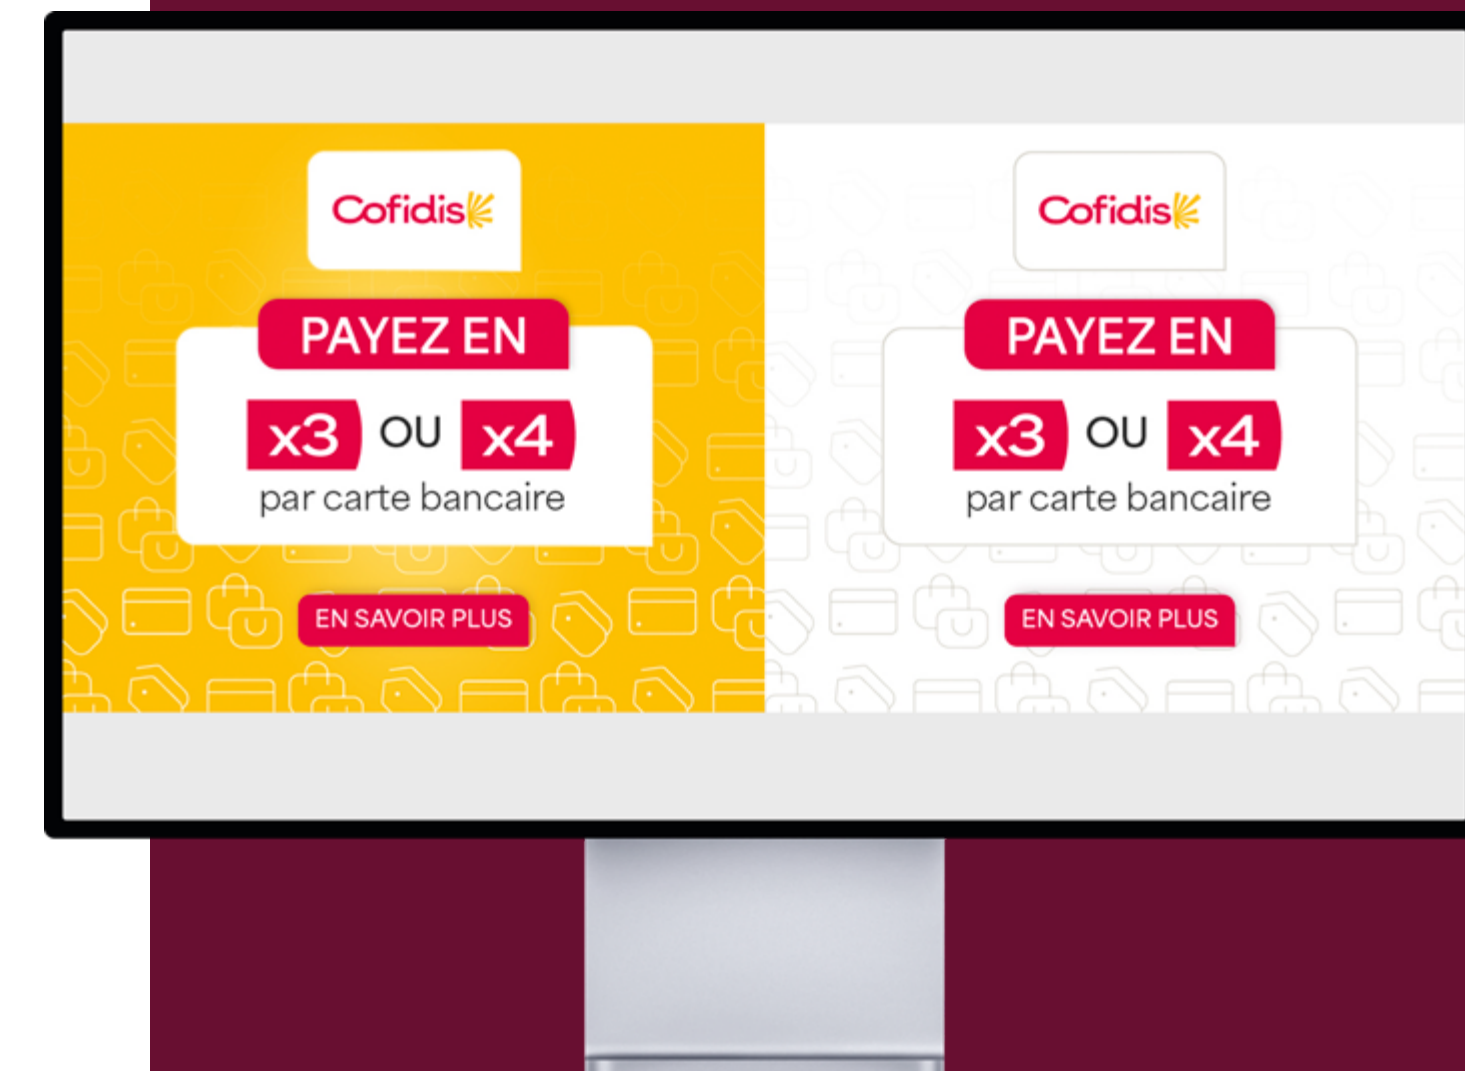 Cofidis
PAYEZ EN
x3 OU x4
par carte bancaire
EN SAVOIR PLUS
Cofidis
PAYEZ EN
x3 OU x4
par carte bancaire
EN SAVOIR PLUS